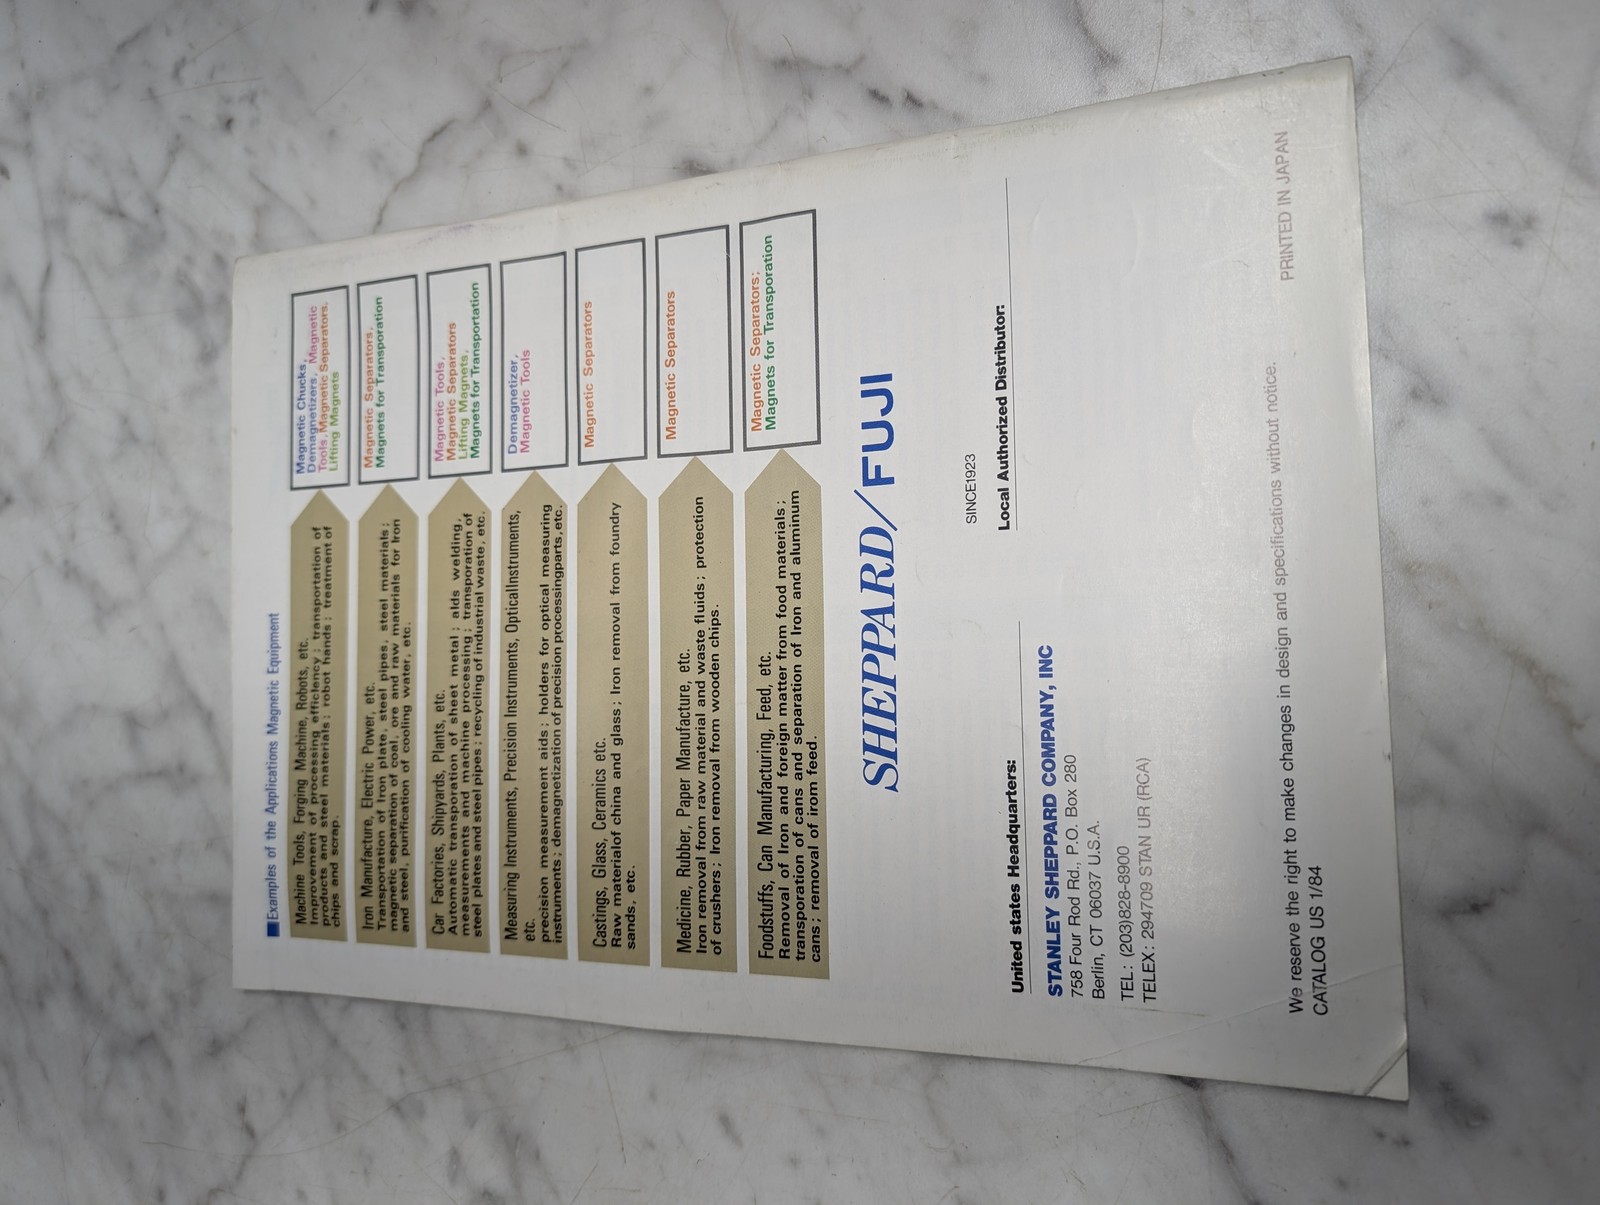 ■Examples of the Applications Magnetic Equipment
Machine Tools, Forging Machine, Robots, etc.
Improvement of processing efficiency ; transportation of
products and steel materials ; robot hands ; treatment of
chips and scrap.
Magnetic Chucks,
Demagnetizers, Magnetic
Tools, Magnetic Separators,
Lifting Magnets
Iron Manufacture, Electric Power, etc.
Transportation of Iron plate, steel pipes, steel materials ;
magnetic separation of coal, ore and raw materials for Iron
and steel, purification of cooling water, etc.
Magnetic Separators,
Magnets for Transporation
Car Factories, Shipyards, Plants, etc.
Automatic transporation of sheet metal ; alds welding,
measurements and machine processing ; transporation of
steel plates and steel pipes ; recycling of industrial waste, etc.
Magnetic Tools,
Magnetic Separators
Lifting Magnets,
Magnets for Transportation
Measuring Instruments, Precision Instruments, OpticalInstruments,
etc.
precision measurement aids ; holders for optical measuring
instruments ; demagnetization of precision processingparts, etc.
Demagnetizer,
Magnetic Tools
Castings, Glass, Ceramics etc.
Raw materialof china and glass ; Iron removal from foundry
sands, etc.
Magnetic Separators
Medicine, Rubber, Paper Manufacture, etc.
Iron removal from raw material and waste fluids ; protection
of crushers ; Iron removal from wooden chips.
Magnetic Separators
Foodstuffs, Can Manufacturing, Feed, etc.
Removal of Iron and foreign matter from food materials ;
transporation of cans and separation of Iron and aluminum
cans ; removal of irom feed.
Magnetic Separators;
Magnets for Transporation
SHEPPARD/FUJI
SINCE1923
United states Headquarters:
STANLEY SHEPPARD COMPANY, INC
758 Four Rod Rd., P.O. Box 280
Berlin, CT 06037 U.S.A.
TEL: (203)828-8900
TELEX: 294709 STAN UR (RCA)
Local Authorized Distributor:
We reserve the right to make changes in design and specifications without notice.
CATALOG US 1/84
PRINTED IN JAPAN